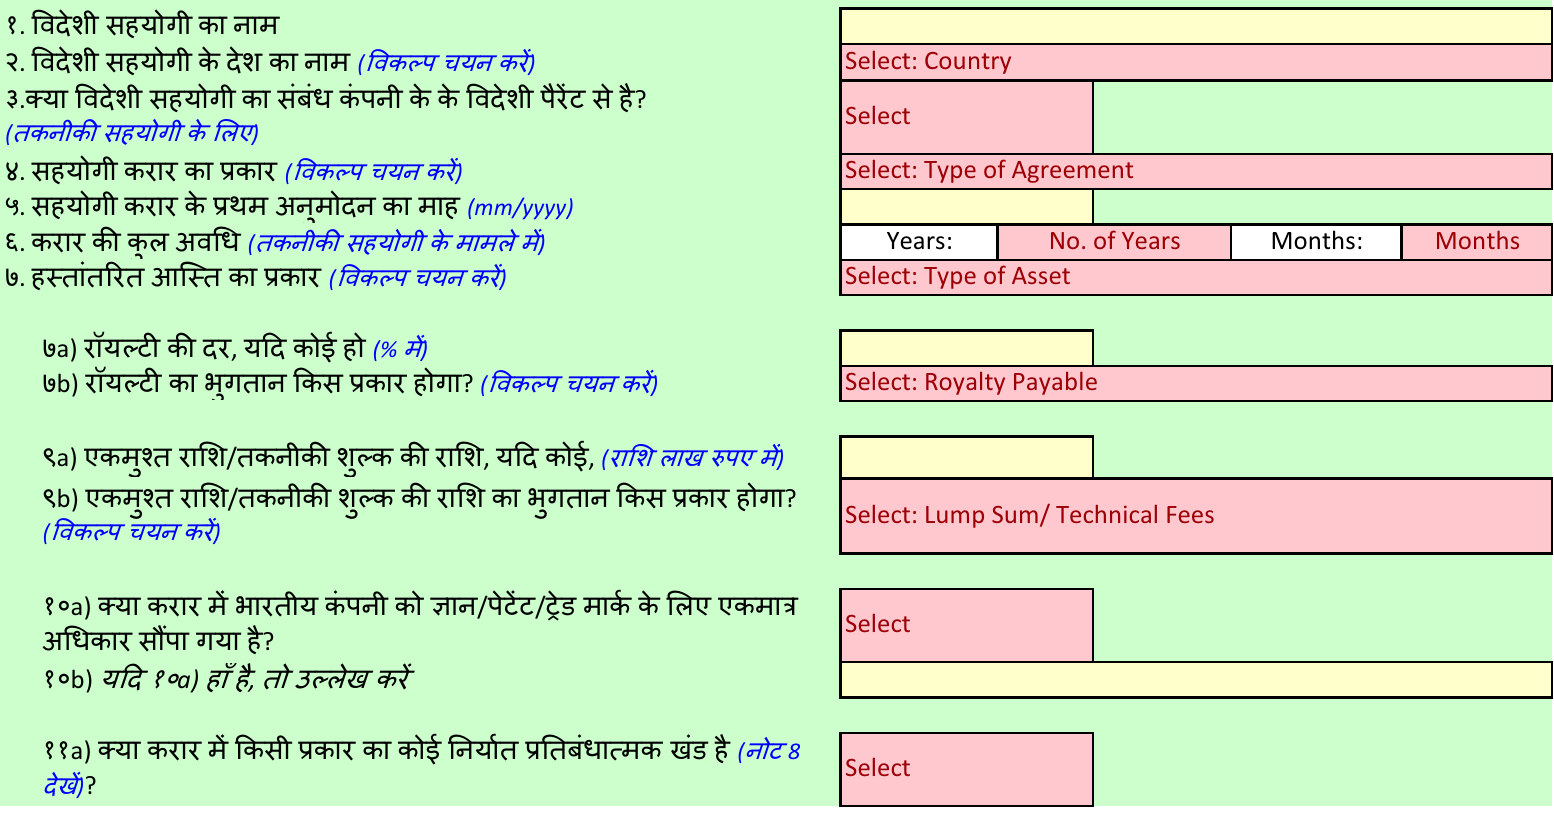 १. विदेशी सहयोगी का नाम
२. विदेशी सहयोगी के देश का नाम (विकल्प चयन करें)
Select: Country
३.क्या विदेशी सहयोगी का संबंध कंपनी के के विदेशी पैरेंट से है?
(तकनीकी सहयोगी के लिए)
Select
४. सहयोगी करार का प्रकार (विकल्प चयन करें)
Select: Type of Agreement
५. सहयोगी करार के प्रथम अनुमोदन का माह (mm/yyyy)
६. करार की कुल अवधि (तकनीकी सहयोगी के मामले में)
Years: No. of Years Months: Months
७. हस्तांतरित आस्ति का प्रकार (विकल्प चयन करें)
Select: Type of Asset
७a) रॉयल्टी की दर, यदि कोई हो (% में)
७b) रॉयल्टी का भुगतान किस प्रकार होगा? (विकल्प चयन करें)
Select: Royalty Payable
९a) एकमुश्त राशि/तकनीकी शुल्क की राशि, यदि कोई, (राशि लाख रुपए में)
९b) एकमुश्त राशि/तकनीकी शुल्क की राशि का भुगतान किस प्रकार होगा?
(विकल्प चयन करें)
Select: Lump Sum/ Technical Fees
१०a) क्या करार में भारतीय कंपनी को ज्ञान/पेटेंट/ट्रेड मार्क के लिए एकमात्र
अधिकार सौंपा गया है?
Select
१०b) यदि १०a) हाँ है, तो उल्लेख करें
११a) क्या करार में किसी प्रकार का कोई निर्यात प्रतिबंधात्मक खंड है (नोट 8
देखें)?
Select